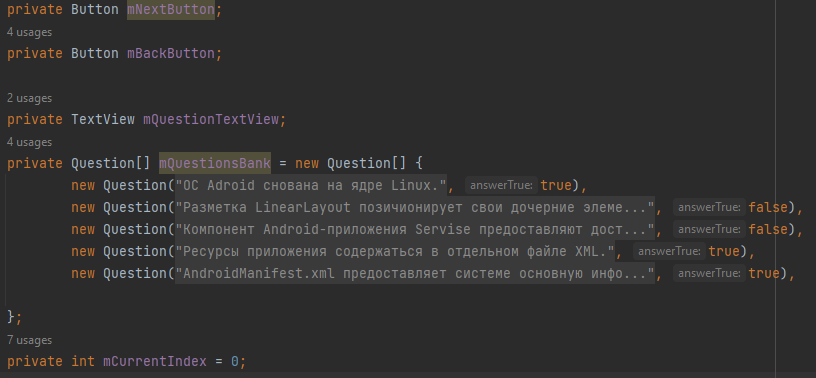 private Button mNextButton;
4 usages
private Button mBackButton;
2 usages
private TextView mQuestionTextView;
4 usages
private Question[] mQuestionsBank = new Question[] {
new Question("ОС Adroid снована на ядре Linux.", answerTrue: true),
new Question("Разметка LinearLayout позичионирует свои дочерние элеме...", answerTrue: false),
new Question("Компонент Android-приложения Servise предоставляют дост...", answerTrue: false),
new Question("Ресурсы приложения содержаться в отдельном файле XML.", answerTrue: true),
new Question("AndroidManifest.xml предоставляет системе основную инфо...", answerTrue: true),
};
7 usages
private int mCurrentIndex = 0;